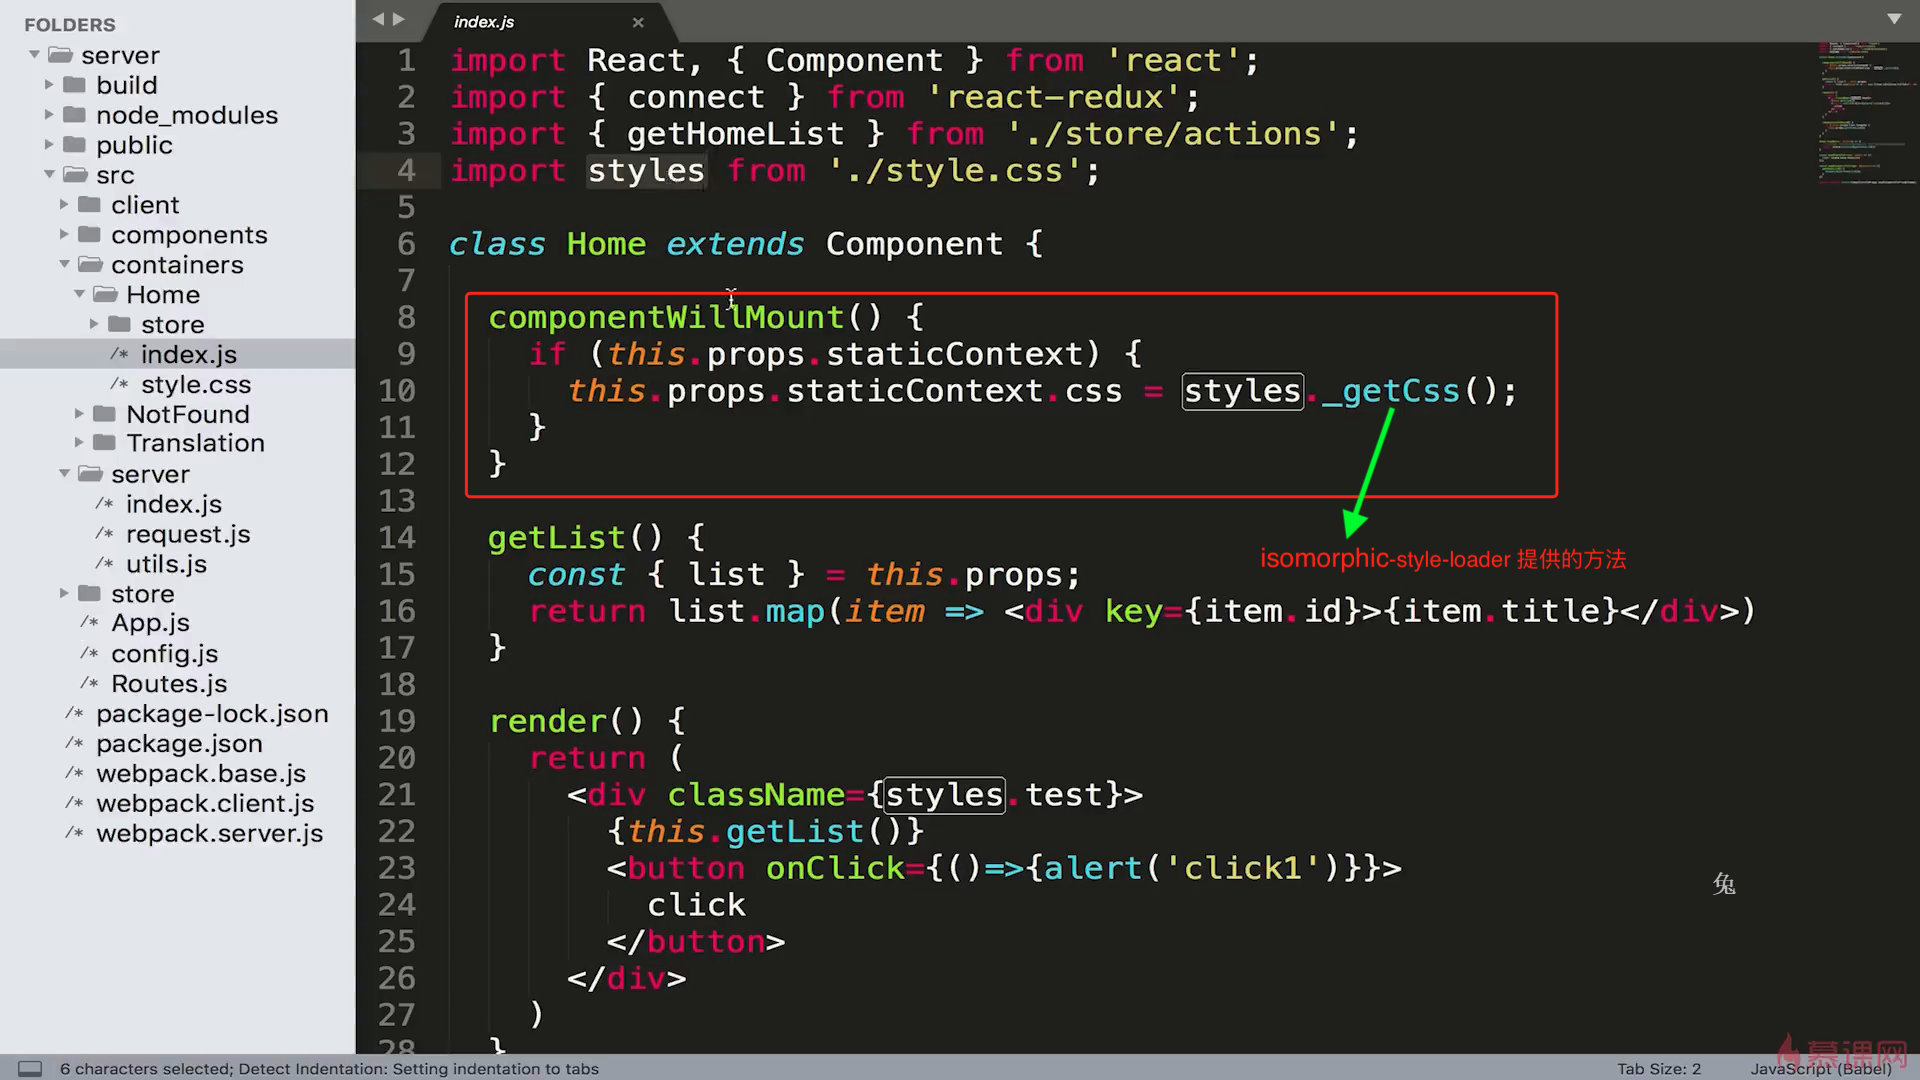 FOLDERS
server
build
node_modules
public
src
client
components
containers
Home
store
index.js
style.css
NotFound
Translation
server
index.js
request.js
utils.js
store
App.js
config.js
Routes.js
package-lock.json
package.json
webpack.base.js
webpack.client.js
webpack.server.js
index.js
1 import React, { Component } from 'react';
2 import { connect } from 'react-redux';
3 import { getHomeList } from './store/actions';
4 import styles from './style.css';
5
6 class Home extends Component {
7
8 componentWillMount() {
9 if (this.props.staticContext) {
10 this.props.staticContext.css = styles._getCss();
11 }
12 }
13
isomorphic-style-loader 提供的方法
14 getList() {
15 const { list } = this.props;
16 return list.map(item => <div key={item.id}>{item.title}</div>)
17 }
18
19 render() {
20 return (
21 <div className={styles.test}>
22 {this.getList()}
23 <button onClick={()=>{alert('click1')}}>
24 click
25 </button>
26 </div>
27 )
28 }
兔
慕课网
6 characters selected; Detect Indentation: Setting indentation to tabs
Tab Size: 2
JavaScript (Babel)